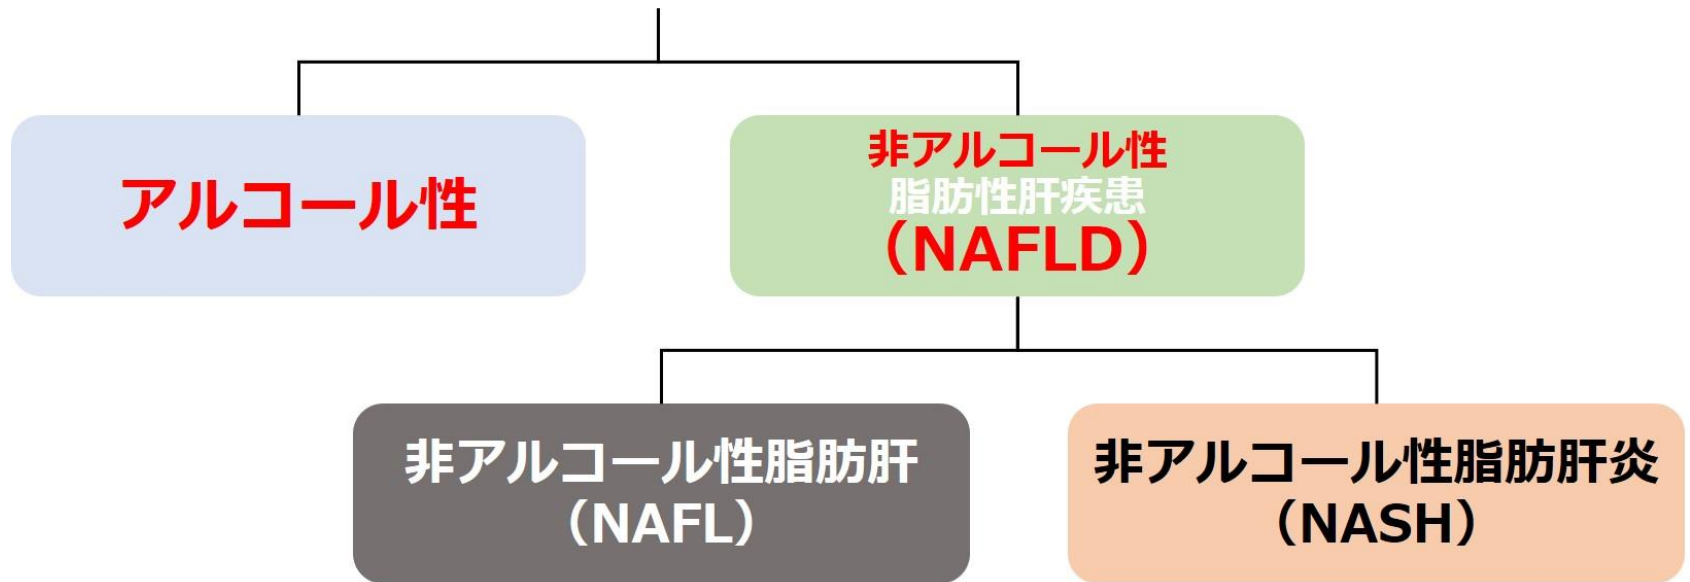 アルコール性
非アルコール性
脂肪性肝疾患
（NAFLD）
非アルコール性脂肪肝
（NAFL）
非アルコール性脂肪肝炎
（NASH）